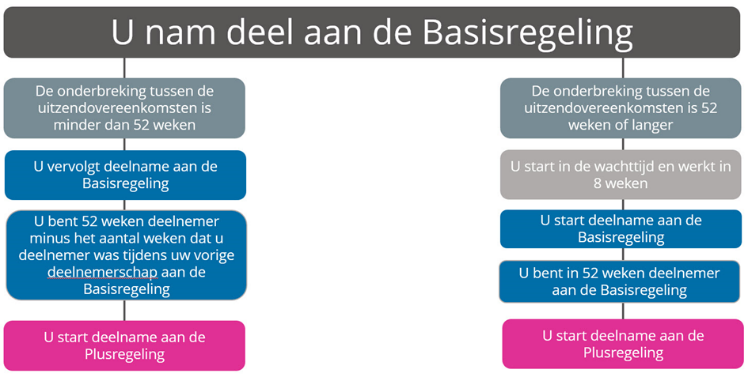 U nam deel aan de Basisregeling
De onderbreking tussen de
uitzendovereenkomsten is
minder dan 52 weken
U vervolgt deelname aan de
Basisregeling
U bent 52 weken deelnemer
minus het aantal weken dat u
deelnemer was tijdens uw vorige
deelnemerschap aan de
Basisregeling
U start deelname aan de
Plusregeling
De onderbreking tussen de
uitzendovereenkomsten is 52
weken of langer
U start in de wachttijd en werkt in
8 weken
U start deelname aan de
Basisregeling
U bent in 52 weken deelnemer
aan de Basisregeling
U start deelname aan de
Plusregeling